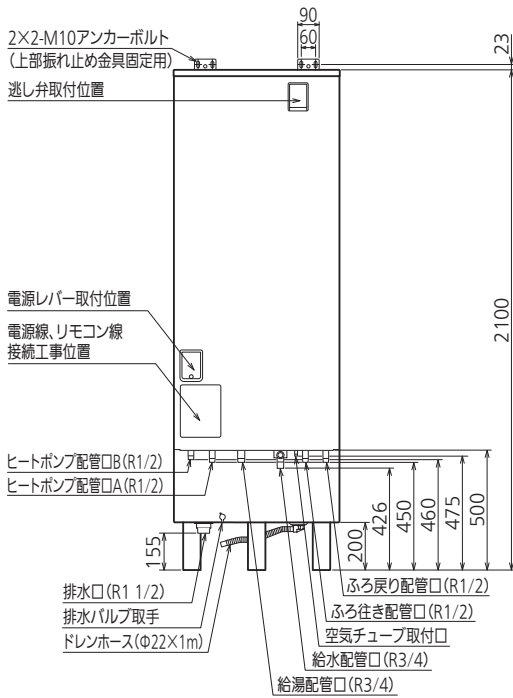 90
60
23
2×2-M10アンカーボルト
(上部振れ止め金具固定用)
逃し弁取付位置
2100
電源レバー取付位置
電源線、リモコン線
接続工事位置
ヒートポンプ配管口B(R1/2)
ヒートポンプ配管口A(R1/2)
155
200
426
450
460
475
500
排水口(R1 1/2)
排水バルブ取手
ドレンホース(Φ22×1m)
ふろ戻り配管口(R1/2)
ふろ往き配管口(R1/2)
空気チューブ取付口
給水配管口(R3/4)
給湯配管口(R3/4)